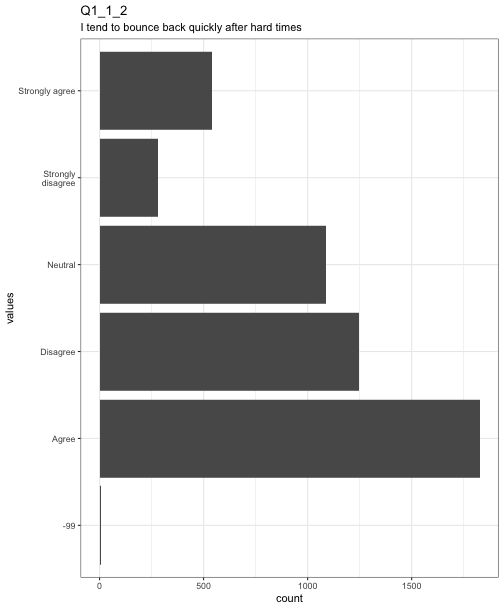 Q1_1_2
I tend to bounce back quickly after hard times
Strongly agree
Strongly
disagree
Neutral
Disagree
Agree
-99
values
0 500 1000 1500
count